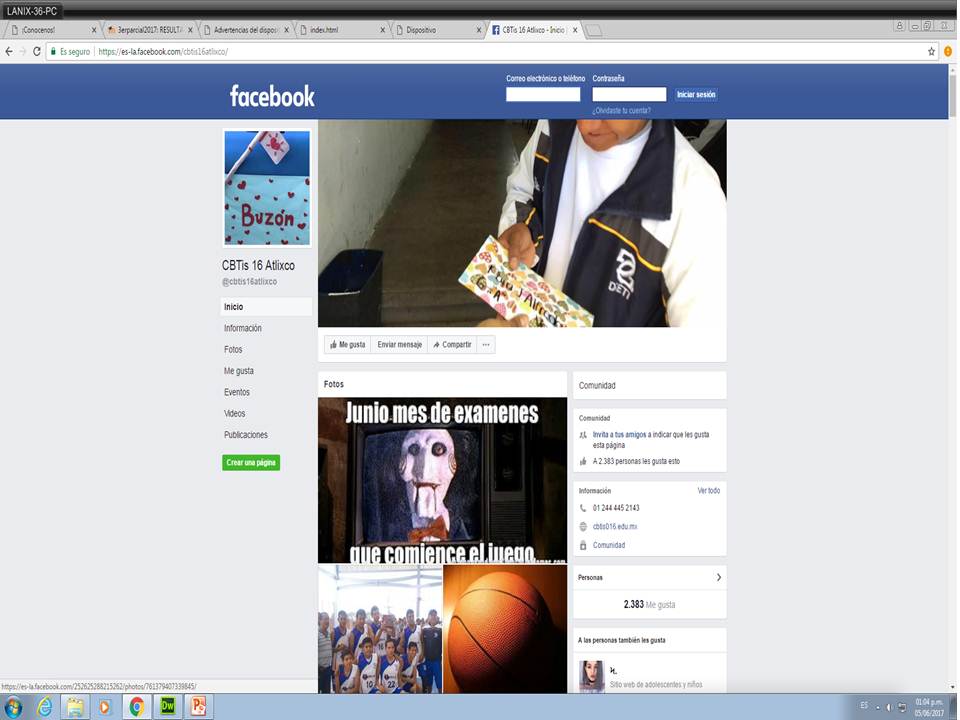 LANIX-36-PC
¡Conocenos!
3erparcial2017: RESULTA
Advertencias del disposi
index.html
Dispositivo
CBTis 16 Atlixco - Inicio |
Es seguro | https://es-la.facebook.com/cbtis16atlixco/
facebook
Correo electrónico o teléfono
Contraseña
Iniciar sesión
¿Olvidaste tu cuenta?
Buzón
CBTis 16 Atlixco
@cbtis16atlixco
Inicio
Información
Fotos
Me gusta
Eventos
Videos
Publicaciones
Crear una página
DETI
Me gusta
Enviar mensaje
Compartir
Fotos
Junio mes de examenes
que comience el juego
10
22
Comunidad
Comunidad
Invita a tus amigos a indicar que les gusta
esta página
A 2.383 personas les gusta esto
Información
Ver todo
01 244 445 2143
cbtis016.edu.mx
Comunidad
Personas
2.383 Me gusta
A las personas también les gusta
Sitio web de adolescentes y niños
https://es-la.facebook.com/252625288215262/photos/761379407339845/
Dw
ES
01:04 p.m.
05/06/2017